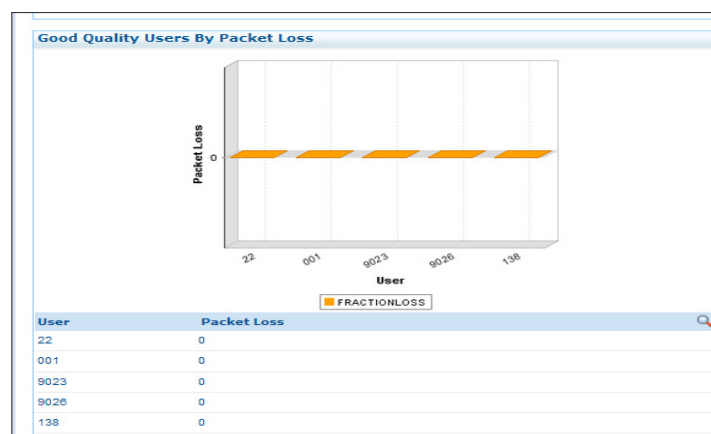 Good Quality Users By Packet Loss
Packet Loss
0
22 001 9023 9026 138
User
FRACTIONLOSS
User Packet Loss
22 0
001 0
9023 0
9026 0
138 0